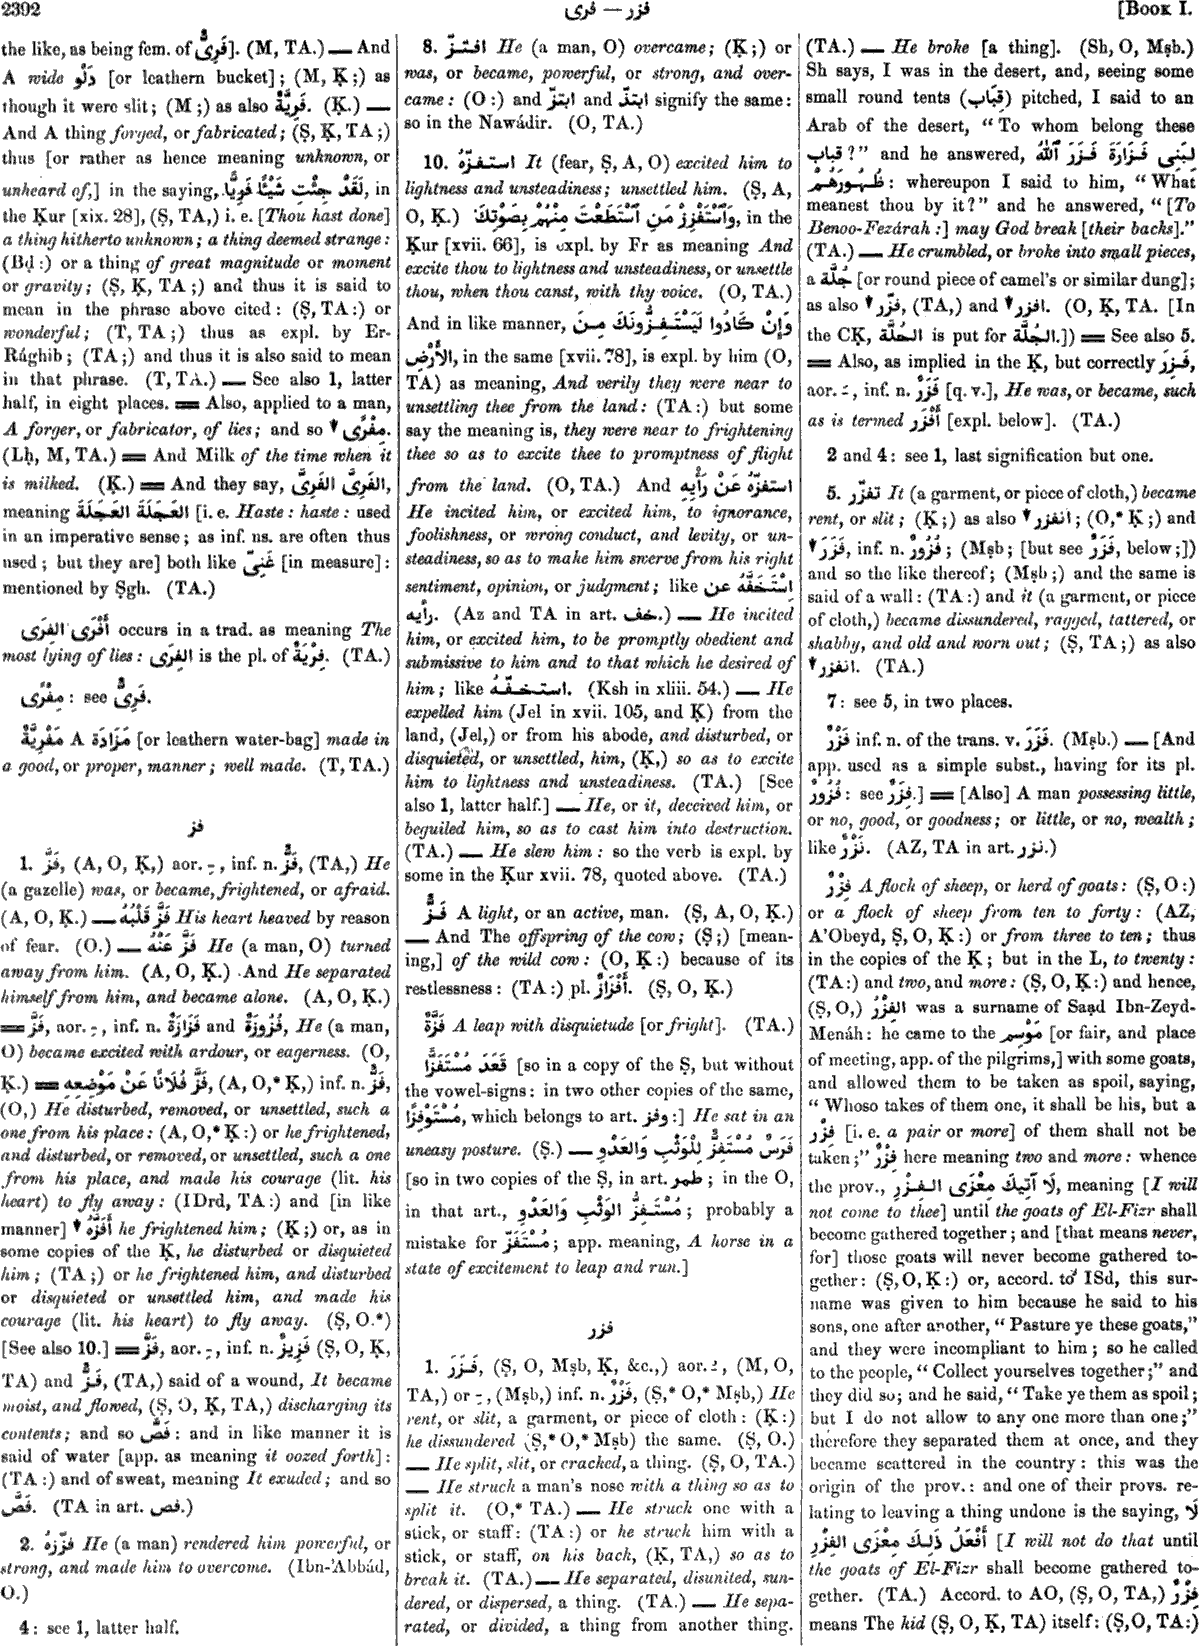 2392
فزر — فرى
[BOOK I.
the like, as being fem. of فَرِىٌّ]. (M, TA.) — And
A wide دَلْو [or leathern bucket]; (M, Ḳ;) as
though it were slit; (M;) as also فَرِيَّةٌ. (Ḳ.) —
And A thing forged, or fabricated; (Ṣ, Ḳ, TA;)
thus [or rather as hence meaning unknown, or
unheard of,] in the saying, لَقَدْ جِئْتِ شَيْئًا فَرِيًّا, in
the Ḳur [xix. 28], (Ṣ, TA,) i. e. [Thou hast done]
a thing hitherto unknown; a thing deemed strange:
(Bḍ:) or a thing of great magnitude or moment
or gravity; (Ṣ, Ḳ, TA;) and thus it is said to
mean in the phrase above cited: (Ṣ, TA:) or
wonderful; (T, TA;) thus as expl. by Er-
Rághib; (TA;) and thus it is also said to mean
in that phrase. (T, TA.) — See also 1, latter
half, in eight places. ＝ Also, applied to a man,
A forger, or fabricator, of lies; and so ↓ مِفْرًى.
(Lḥ, M, TA.) ＝ And Milk of the time when it
is milked. (Ḳ.) ＝ And they say, الفَرِىَّ الفَرِىَّ,
meaning العَجَلَةَ العَجَلَةَ [i. e. Haste: haste: used
in an imperative sense; as inf. ns. are often thus
used; but they are] both like غَنِىّ [in measure]:
mentioned by Ṣgh. (TA.)
أَفْرَى الفِرَى occurs in a trad. as meaning The
most lying of lies: الفِرَى is the pl. of فِرْيَةٌ. (TA.)
مِفْرًى: see فَرِىٌّ.
مَزَادَة A مَفْرِيَّةٌ [or leathern water-bag] made in
a good, or proper, manner; well made. (T, TA.)
فز
1. فَزَّ, (A, O, Ḳ,) aor. ـِ, inf. n. فَزٌّ, (TA,) He
(a gazelle) was, or became, frightened, or afraid.
(A, O, Ḳ.) — فَزَّ قَلْبُهُ His heart heaved by reason
of fear. (O.) — فَزَّ عَنْهُ He (a man, O) turned
away from him. (A, O, Ḳ.) And He separated
himself from him, and became alone. (A, O, Ḳ.)
＝ فَزَّ, aor. ـِ, inf. n. فَزَازَةٌ and فُزُوزَةٌ, He (a man,
O) became excited with ardour, or eagerness. (O,
Ḳ.) ＝ فَزَّ فُلَانًا عَنْ مَوْضِعِهِ, (A, O,* Ḳ,) inf. n. فَزٌّ,
(O,) He disturbed, removed, or unsettled, such a
one from his place: (A, O,* Ḳ:) or he frightened,
and disturbed, or removed, or unsettled, such a one
from his place, and made his courage (lit. his
heart) to fly away: (IDrd, TA:) and [in like
manner] ↓ أَفَزَّهُ he frightened him; (Ḳ;) or, as in
some copies of the Ḳ, he disturbed or disquieted
him; (TA;) or he frightened him, and disturbed
or disquieted or unsettled him, and made his
courage (lit. his heart) to fly away. (Ṣ, O.*)
[See also 10.] ＝ فَزَّ, aor. ـِ, inf. n. فَزِيزٌ (Ṣ, O, Ḳ,
TA) and فَزٌّ, (TA,) said of a wound, It became
moist, and flowed, (Ṣ, O, Ḳ, TA,) discharging its
contents; and so فَصَّ: and in like manner it is
said of water [app. as meaning it oozed forth]:
(TA:) and of sweat, meaning It exuded; and so
فَصَّ. (TA in art. فص.)
2. فزّزهُ He (a man) rendered him powerful, or
strong, and made him to overcome. (Ibn-'Abbád,
O.)
4: see 1, latter half.
8. افتزّ He (a man, O) overcame; (Ḳ;) or
was, or became, powerful, or strong, and over-
came: (O:) and ابتذّ and ابتزّ signify the same:
so in the Nawádir. (O, TA.)
10. استفزّهُ It (fear, Ṣ, A, O) excited him to
lightness and unsteadiness; unsettled him. (Ṣ, A,
O, Ḳ.) وَٱسْتَفْزِزْ مَنِ ٱسْتَطَعْتَ مِنْهُمْ بِصَوْتِكَ, in the
Ḳur [xvii. 66], is expl. by Fr as meaning And
excite thou to lightness and unsteadiness, or unsettle
thou, when thou canst, with thy voice. (O, TA.)
And in like manner, وَإِنْ كَادُوا لَيَسْتَفِزُّونَكَ مِنَ
الأَرْضِ, in the same [xvii. 78], is expl. by him (O,
TA) as meaning, And verily they were near to
unsettling thee from the land: (TA:) but some
say the meaning is, they were near to frightening
thee so as to excite thee to promptness of flight
from the land. (O, TA.) And استفزّهُ عَنْ رَأْيِهِ
He incited him, or excited him, to ignorance,
foolishness, or wrong conduct, and levity, or un-
steadiness, so as to make him swerve from his right
sentiment, opinion, or judgment; like اِسْتَخَفَّهُ عن
رأيه. (Az and TA in art. خف.) — He incited
him, or excited him, to be promptly obedient and
submissive to him and to that which he desired of
him; like استخفّهُ. (Ksh in xliii. 54.) — He
expelled him (Jel in xvii. 105, and Ḳ) from the
land, (Jel,) or from his abode, and disturbed, or
disquieted, or unsettled, him, (Ḳ,) so as to excite
him to lightness and unsteadiness. (TA.) [See
also 1, latter half.] — He, or it, deceived him, or
beguiled him, so as to cast him into destruction.
(TA.) — He slew him: so the verb is expl. by
some in the Ḳur xvii. 78, quoted above. (TA.)
فَزٌّ A light, or an active, man. (Ṣ, A, O, Ḳ.)
— And The offspring of the cow; (Ṣ;) [mean-
ing,] of the wild cow: (O, Ḳ:) because of its
restlessness: (TA:) pl. أَفْزَازٌ. (Ṣ, O, Ḳ.)
فَزَّةٌ A leap with disquietude [or fright]. (TA.)
قَعَدَ مُسْتَفِزًّا [so in a copy of the Ṣ, but without
the vowel-signs: in two other copies of the same,
مُسْتَوْفِزًا, which belongs to art. وفز:] He sat in an
uneasy posture. (Ṣ.) — فَرَسٌ مُسْتَفِزٌّ لِلْوَثْبِ وَالعَدْوِ
[so in two copies of the Ṣ, in art. طمر; in the O,
in that art., مُسْتَفِزُّ الوَثْبِ وَالعَدْوِ; probably a
mistake for مُسْتَفَزّ; app. meaning, A horse in a
state of excitement to leap and run.]
فزر
1. فَزَرَ, (Ṣ, O, Mṣb, Ḳ, &c.,) aor. ـُ, (M, O,
TA,) or ـِ, (Mṣb,) inf. n. فَزْرٌ, (Ṣ,* O,* Mṣb,) He
rent, or slit, a garment, or piece of cloth: (Ḳ:)
he dissundered (Ṣ,* O,* Mṣb) the same. (Ṣ, O.)
— He split, slit, or cracked, a thing. (Ṣ, O, TA.)
— He struck a man's nose with a thing so as to
split it. (O,* TA.) — He struck one with a
stick, or staff: (TA:) or he struck him with a
stick, or staff, on his back, (Ḳ, TA,) so as to
break it. (TA.) — He separated, disunited, sun-
dered, or dispersed, a thing. (TA.) — He sepa-
rated, or divided, a thing from another thing.
(TA.) — He broke [a thing]. (Sh, O, Mṣb.)
Sh says, I was in the desert, and, seeing some
small round tents (قِبَاب) pitched, I said to an
Arab of the desert, “To whom belong these
قباب?” and he answered, لِبَنِى فَزَارَةَ فَزَرَ ٱللّٰهُ
ظُهُورَهُمْ: whereupon I said to him, “What
meanest thou by it?” and he answered, “[To
Benoo-Fezárah:] may God break [their backs].”
(TA.) — He crumbled, or broke into small pieces,
a جُلَّة [or round piece of camel's or similar dung];
as also ↓ فزّر, (TA,) and ↓ افزر. (O, Ḳ, TA. [In
the CḲ, الحُلَّة is put for الجُلَّة.]) ＝ See also 5.
＝ Also, as implied in the Ḳ, but correctly فَزِرَ,
aor. ـَ, inf. n. فَزَرٌ [q. v.], He was, or became, such
as is termed أَفْزَر [expl. below]. (TA.)
2 and 4: see 1, last signification but one.
5. تفزّر It (a garment, or piece of cloth,) became
rent, or slit; (Ḳ;) as also ↓ انفزر; (O,* Ḳ;) and
↓ فَزَرَ, inf. n. فُزُورٌ; (Mṣb; [but see فَزْرٌ, below;])
and so the like thereof; (Mṣb;) and the same is
said of a wall: (TA:) and it (a garment, or piece
of cloth,) became dissundered, ragged, tattered, or
shabby, and old and worn out; (Ṣ, TA;) as also
↓ انفزر. (TA.)
7: see 5, in two places.
فَزْرٌ inf. n. of the trans. v. فَزَرَ. (Mṣb.) — [And
app. used as a simple subst., having for its pl.
فُزُورٌ: see فِزَرٌ.] ＝ [Also] A man possessing little,
or no, good, or goodness; or little, or no, wealth;
like نَزْرٌ. (AZ, TA in art. نزر.)
فِزْرٌ A flock of sheep, or herd of goats: (Ṣ, O:)
or a flock of sheep from ten to forty: (AZ,
A'Obeyd, Ṣ, O, Ḳ:) or from three to ten; thus
in the copies of the Ḳ; but in the L, to twenty:
(TA:) and two, and more: (Ṣ, O, Ḳ:) and hence,
(Ṣ, O,) الفِزْرُ was a surname of Saạd Ibn-Zeyd-
Menáh: he came to the مَوْسِم [or fair, and place
of meeting, app. of the pilgrims,] with some goats,
and allowed them to be taken as spoil, saying,
“Whoso takes of them one, it shall be his, but a
فِزْر [i. e. a pair or more] of them shall not be
taken;” فِزْرٌ here meaning two and more: whence
the prov., لَا آتِيكَ مِعْزَى الفِزْرِ, meaning [I will
not come to thee] until the goats of El-Fizr shall
become gathered together; and [that means never,
for] those goats will never become gathered to-
gether: (Ṣ, O, Ḳ:) or, accord. to ISd, this sur-
name was given to him because he said to his
sons, one after another, “Pasture ye these goats,”
and they were incompliant to him; so he called
to the people, “Collect yourselves together;” and
they did so; and he said, “Take ye them as spoil;
but I do not allow to any one more than one;”
therefore they separated them at once, and they
became scattered in the country: this was the
origin of the prov.: and one of their provs. re-
lating to leaving a thing undone is the saying, لَا
أَفْعَلُ ذٰلِكَ مِعْزَى الفِزْرِ [I will not do that until
the goats of El-Fizr shall become gathered to-
gether. (TA.) Accord. to AO, (Ṣ, O, TA,) فِزْرٌ
means The kid (Ṣ, O, Ḳ, TA) itself: (Ṣ, O, TA:)